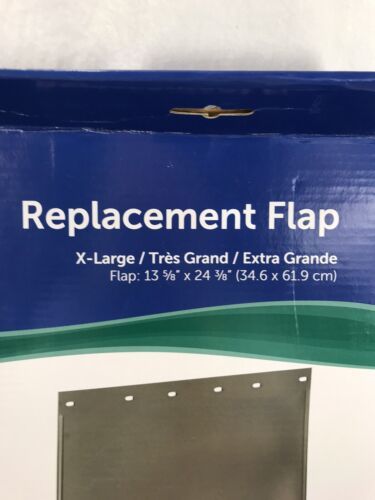 Replacement Flap
X-Large / Très Grand / Extra Grande
Flap: 13 ⅝" x 24 ⅜" (34.6 x 61.9 cm)